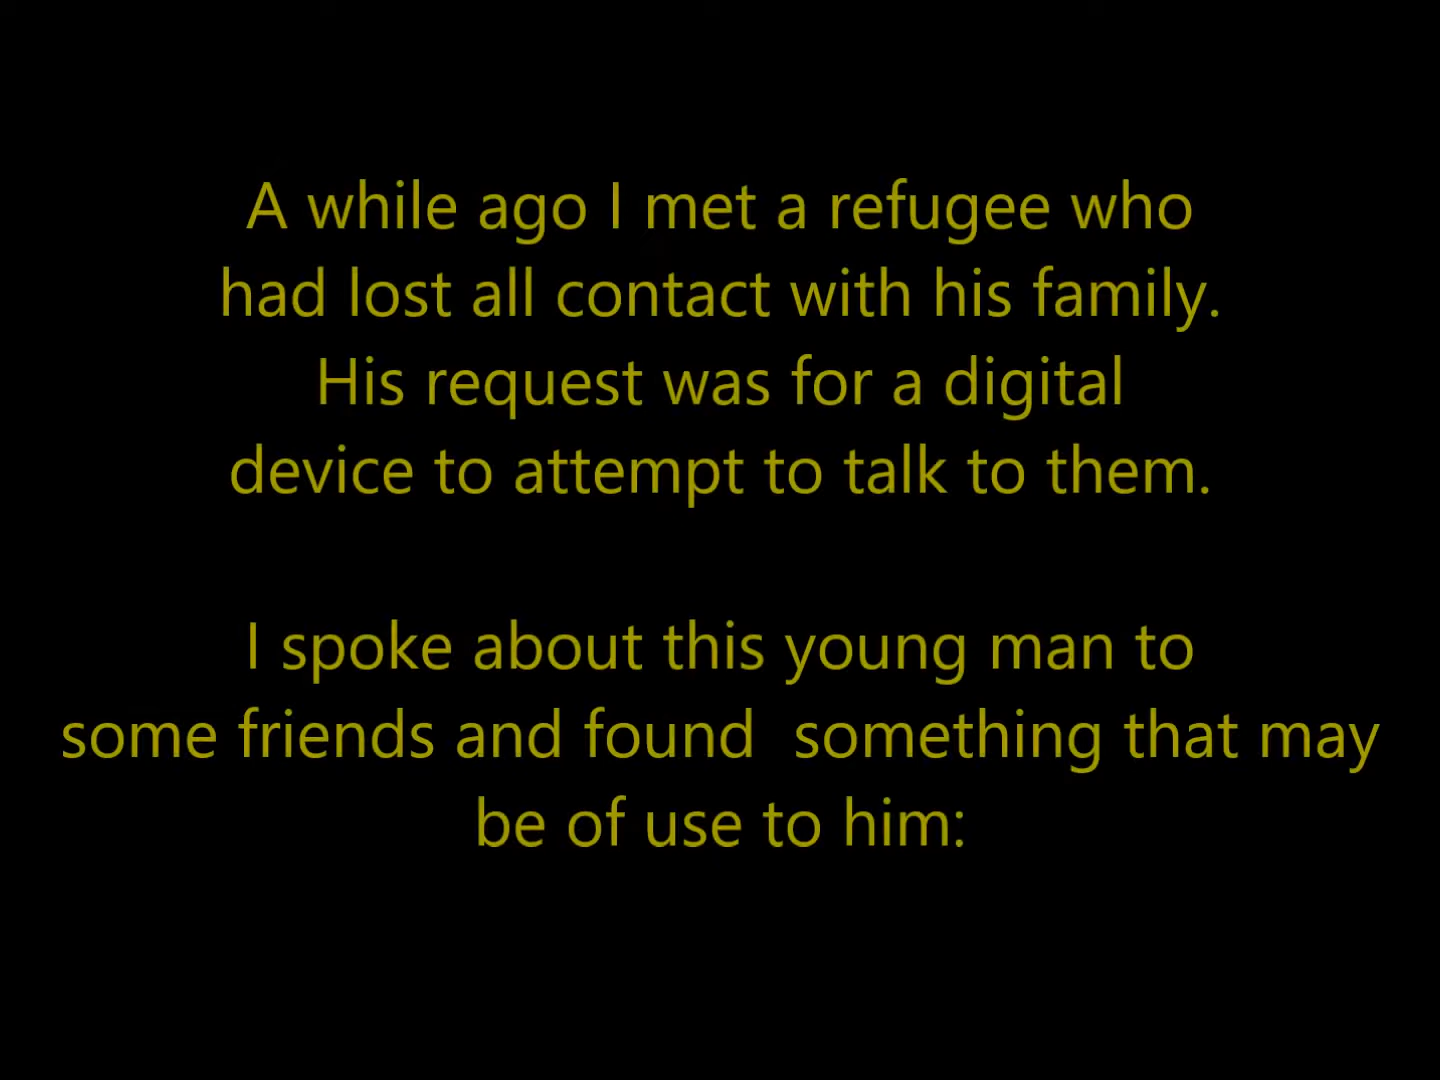 A while ago I met a refugee who
had lost all contact with his family.
His request was for a digital
device to attempt to talk to them.
I spoke about this young man to
some friends and found  something that may
be of use to him: